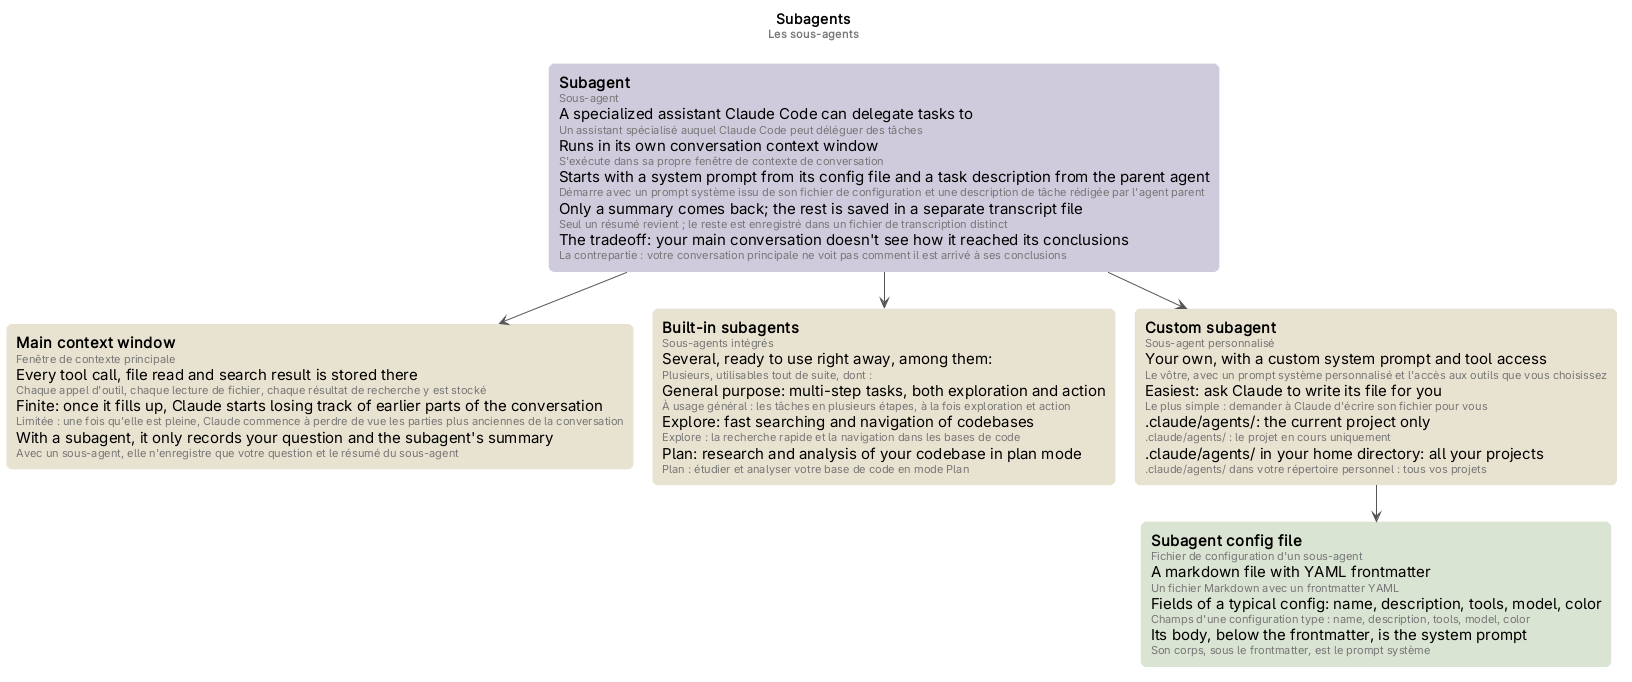 Subagents
Les sous-agents
Subagent
Sous-agent
A specialized assistant Claude Code can delegate tasks to
Un assistant spécialisé auquel Claude Code peut déléguer des tâches
Runs in its own conversation context window
S'exécute dans sa propre fenêtre de contexte de conversation
Starts with a system prompt from its config file and a task description from the parent agent
Démarre avec un prompt système issu de son fichier de configuration et une description de tâche rédigée par l'agent parent
Only a summary comes back; the rest is saved in a separate transcript file
Seul un résumé revient ; le reste est enregistré dans un fichier de transcription distinct
The tradeoff: your main conversation doesn't see how it reached its conclusions
La contrepartie : votre conversation principale ne voit pas comment il est arrivé à ses conclusions
Main context window
Fenêtre de contexte principale
Every tool call, file read and search result is stored there
Chaque appel d'outil, chaque lecture de fichier, chaque résultat de recherche y est stocké
Finite: once it fills up, Claude starts losing track of earlier parts of the conversation
Limitée : une fois qu'elle est pleine, Claude commence à perdre de vue les parties plus anciennes de la conversation
With a subagent, it only records your question and the subagent's summary
Avec un sous-agent, elle n'enregistre que votre question et le résumé du sous-agent
Built-in subagents
Sous-agents intégrés
Several, ready to use right away, among them:
Plusieurs, utilisables tout de suite, dont :
General purpose: multi-step tasks, both exploration and action
À usage général : les tâches en plusieurs étapes, à la fois exploration et action
Explore: fast searching and navigation of codebases
Explore : la recherche rapide et la navigation dans les bases de code
Plan: research and analysis of your codebase in plan mode
Plan : étudier et analyser votre base de code en mode Plan
Custom subagent
Sous-agent personnalisé
Your own, with a custom system prompt and tool access
Le vôtre, avec un prompt système personnalisé et l'accès aux outils que vous choisissez
Easiest: ask Claude to write its file for you
Le plus simple : demander à Claude d'écrire son fichier pour vous
.claude/agents/: the current project only
.claude/agents/ : le projet en cours uniquement
.claude/agents/ in your home directory: all your projects
.claude/agents/ dans votre répertoire personnel : tous vos projets
Subagent config file
Fichier de configuration d'un sous-agent
A markdown file with YAML frontmatter
Un fichier Markdown avec un frontmatter YAML
Fields of a typical config: name, description, tools, model, color
Champs d'une configuration type : name, description, tools, model, color
Its body, below the frontmatter, is the system prompt
Son corps, sous le frontmatter, est le prompt système